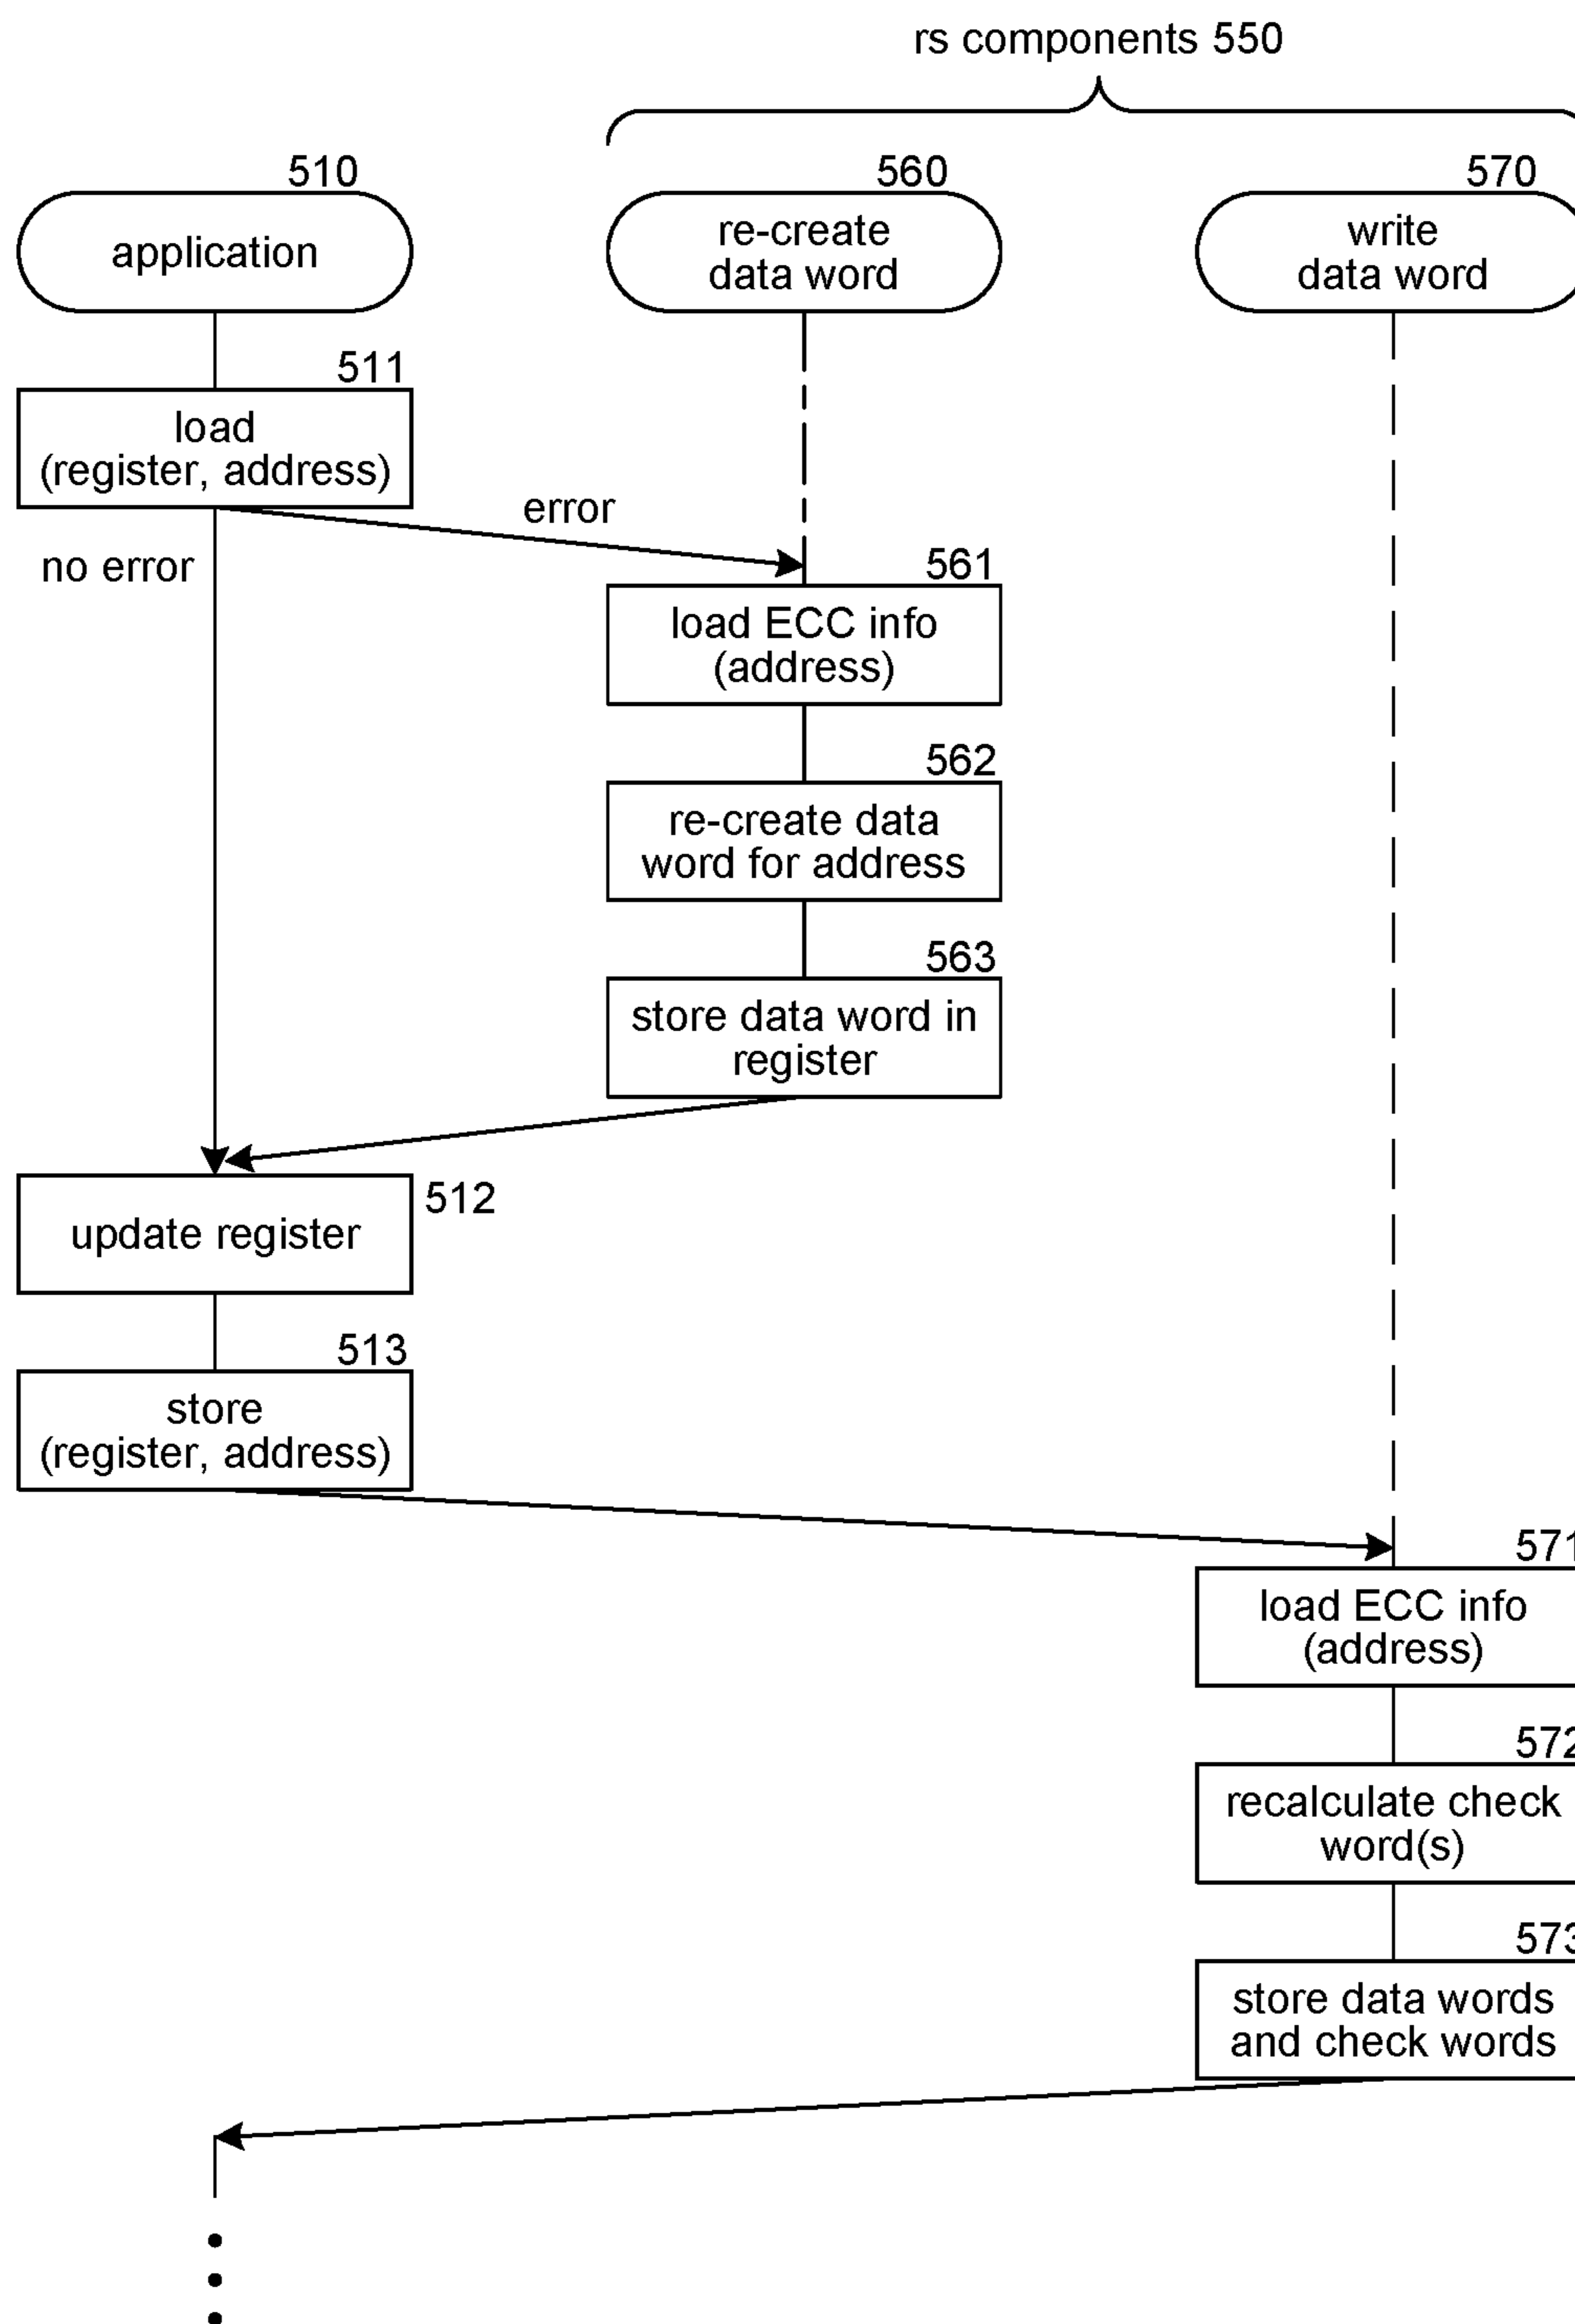 rs components 550
510
application
560
re-create
data word
570
write
data word
511
load
(register, address)
error
no error
561
load ECC info
(address)
562
re-create data
word for address
563
store data word in
register
512
update register
513
store
(register, address)
571
load ECC info
(address)
572
recalculate check
word(s)
573
store data words
and check words